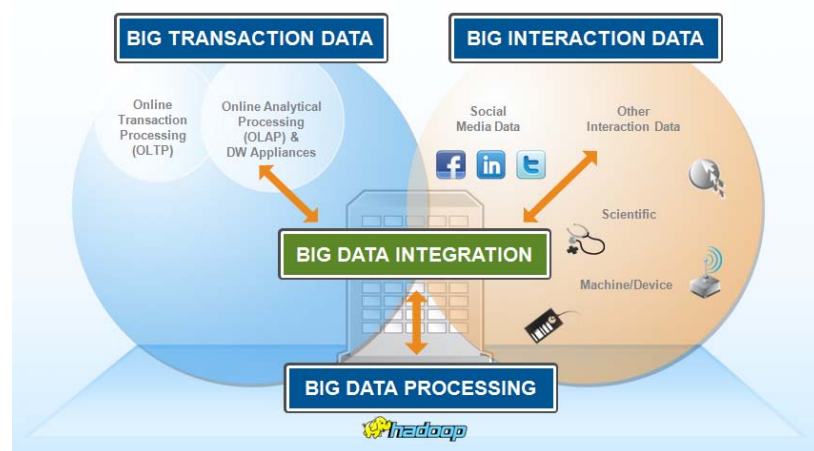 BIG TRANSACTION DATA
BIG INTERACTION DATA
Online
Transaction
Processing
(OLTP)
Online Analytical
Processing
(OLAP) &
DW Appliances
Social
Media Data
f in t
Other
Interaction Data
Scientific
Machine/Device
BIG DATA INTEGRATION
BIG DATA PROCESSING
hadoop